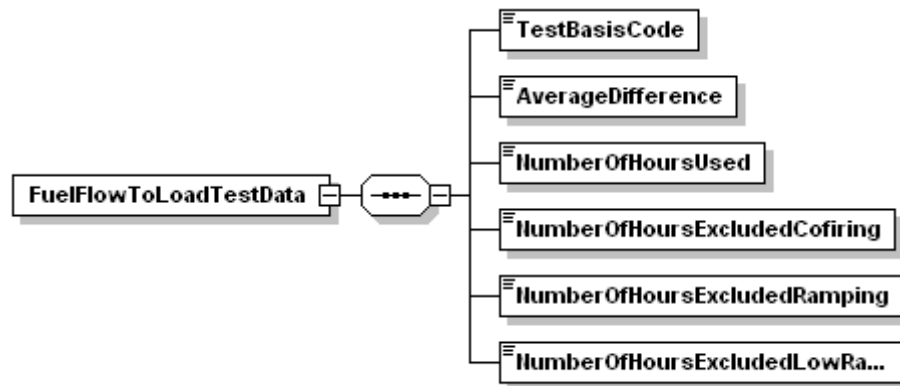 TestBasisCode
AverageDifference
NumberOfHoursUsed
FuelFlowToLoadTestData
NumberOfHoursExcludedCofiring
NumberOfHoursExcludedRamping
NumberOfHoursExcludedLowRa...